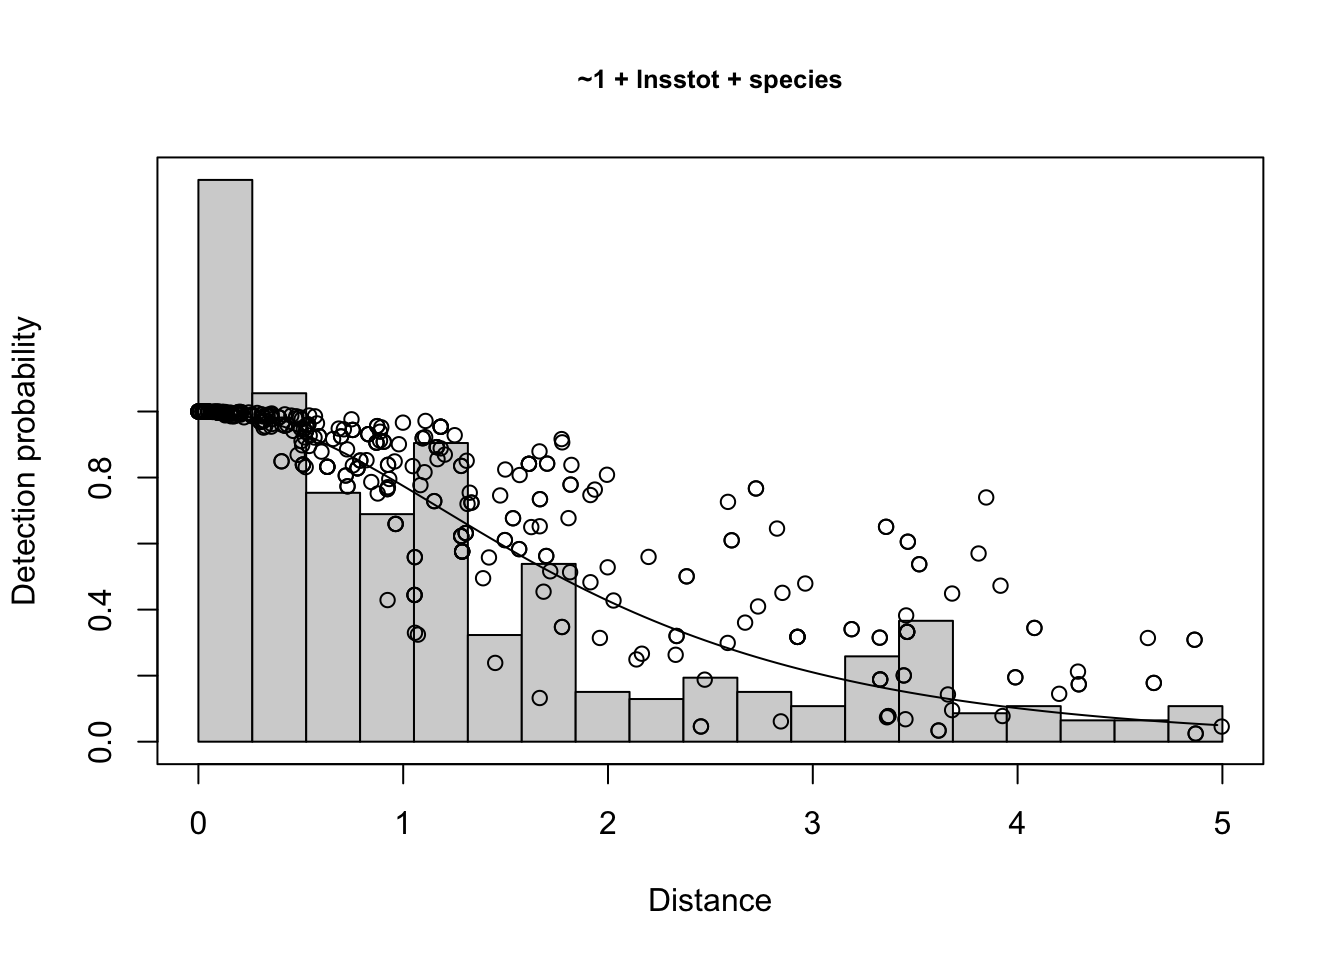 ~1 + lnsstot + species
Detection probability
0.8
0.4
0.0
0 1 2 3 4 5
Distance